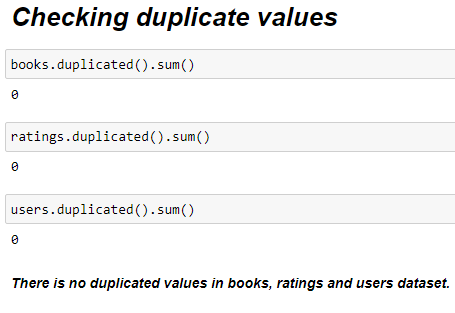 Checking duplicate values
books.duplicated().sum()
0
ratings.duplicated().sum()
0
users.duplicated().sum()
0
There is no duplicated values in books, ratings and users dataset.